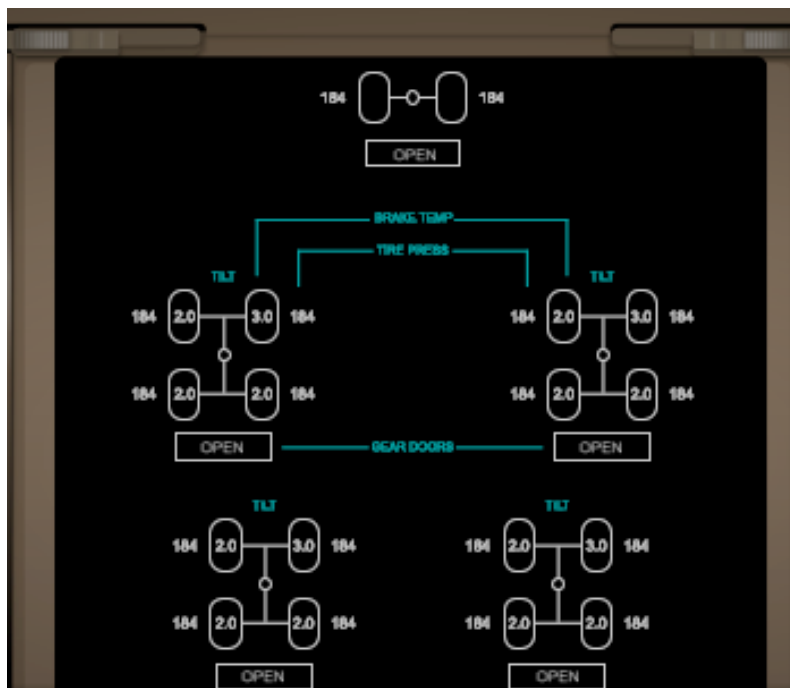 184 184
OPEN
BRAKE TEMP
TIRE PRESS
TILT TILT
184 2.0 3.0 184 184 2.0 3.0 184
184 2.0 2.0 184 184 2.0 2.0 184
OPEN GEAR DOORS OPEN
TILT TILT
184 2.0 3.0 184 184 2.0 3.0 184
184 2.0 2.0 184 184 2.0 2.0 184
OPEN OPEN